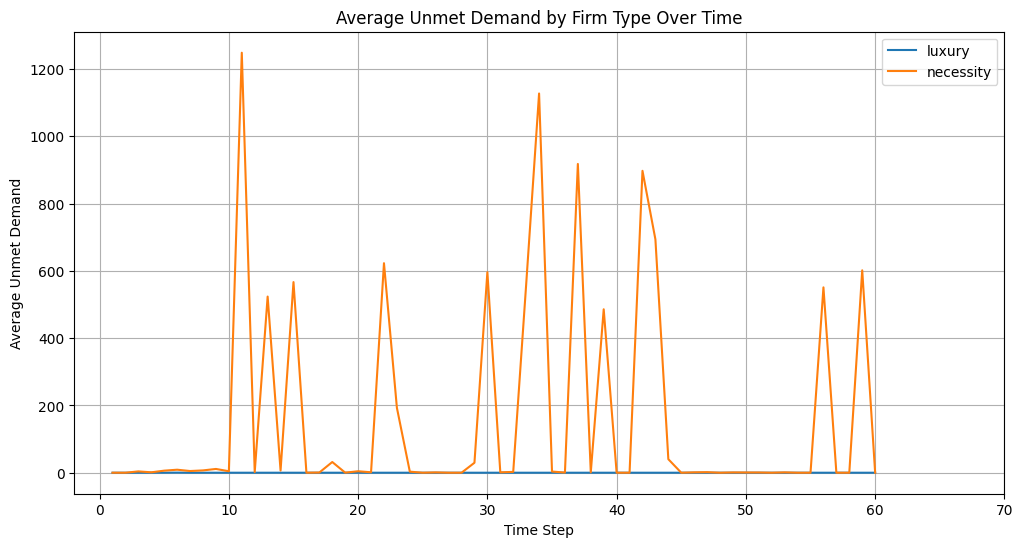 Average Unmet Demand by Firm Type Over Time
luxury
necessity
Average Unmet Demand
1200
1000
800
600
400
200
0
0 10 20 30 40 50 60 70
Time Step